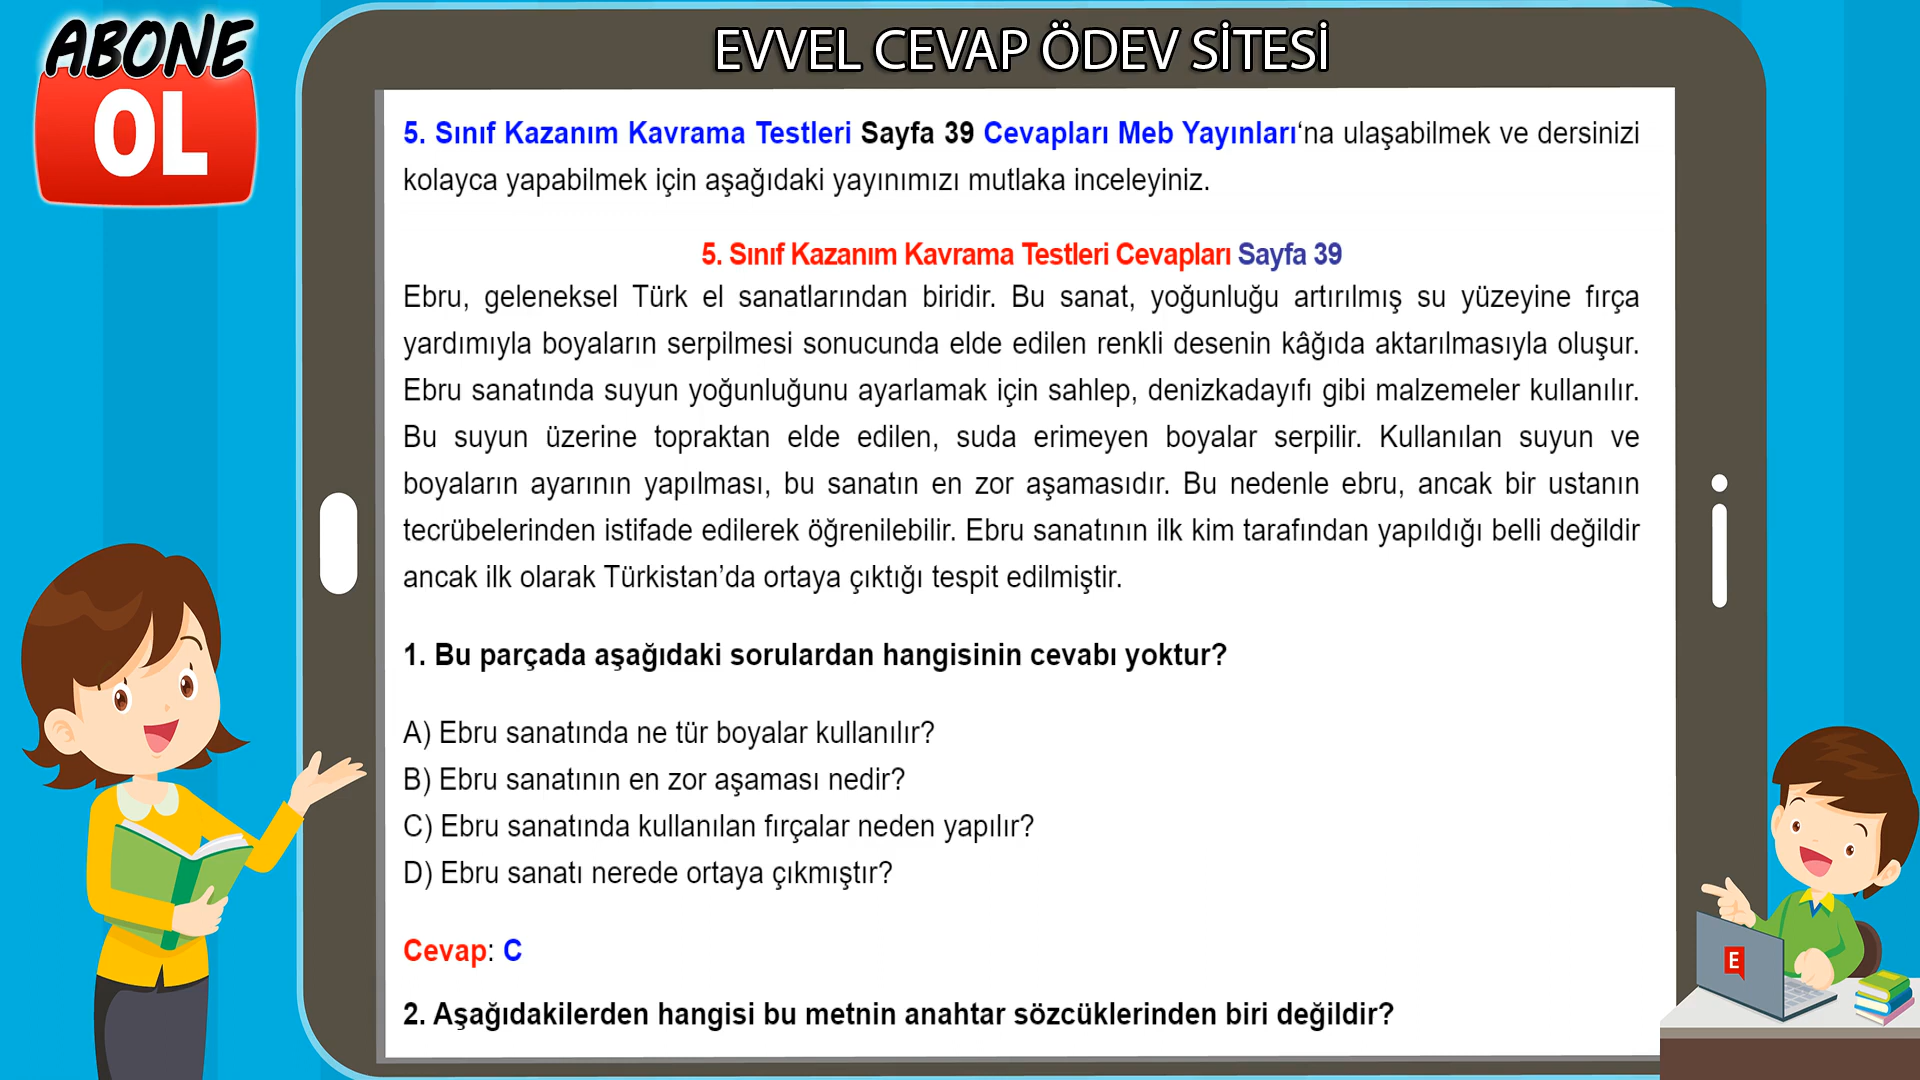 ABONE
OL
EVVEL CEVAP ÖDEV SİTESİ
5. Sınıf Kazanım Kavrama Testleri Sayfa 39 Cevapları Meb Yayınları‘na ulaşabilmek ve dersinizi
kolayca yapabilmek için aşağıdaki yayınımızı mutlaka inceleyiniz.
5. Sınıf Kazanım Kavrama Testleri Cevapları Sayfa 39
Ebru, geleneksel Türk el sanatlarından biridir. Bu sanat, yoğunluğu artırılmış su yüzeyine fırça
yardımıyla boyaların serpilmesi sonucunda elde edilen renkli desenin kâğıda aktarılmasıyla oluşur.
Ebru sanatında suyun yoğunluğunu ayarlamak için sahlep, denizkadayıfı gibi malzemeler kullanılır.
Bu suyun üzerine topraktan elde edilen, suda erimeyen boyalar serpilir. Kullanılan suyun ve
boyaların ayarının yapılması, bu sanatın en zor aşamasıdır. Bu nedenle ebru, ancak bir ustanın
tecrübelerinden istifade edilerek öğrenilebilir. Ebru sanatının ilk kim tarafından yapıldığı belli değildir
ancak ilk olarak Türkistan’da ortaya çıktığı tespit edilmiştir.
1. Bu parçada aşağıdaki sorulardan hangisinin cevabı yoktur?
A) Ebru sanatında ne tür boyalar kullanılır?
B) Ebru sanatının en zor aşaması nedir?
C) Ebru sanatında kullanılan fırçalar neden yapılır?
D) Ebru sanatı nerede ortaya çıkmıştır?
Cevap: C
2. Aşağıdakilerden hangisi bu metnin anahtar sözcüklerinden biri değildir?
E